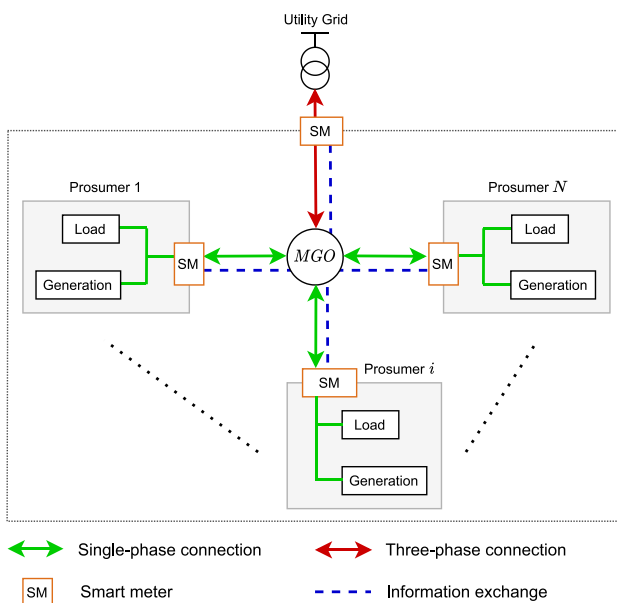 Utility Grid
SM
Prosumer 1
Prosumer N
Load
Load
SM
MGO
SM
Generation
Generation
SM
Prosumer i
Load
Generation
Single-phase connection
Three-phase connection
SM
Smart meter
Information exchange